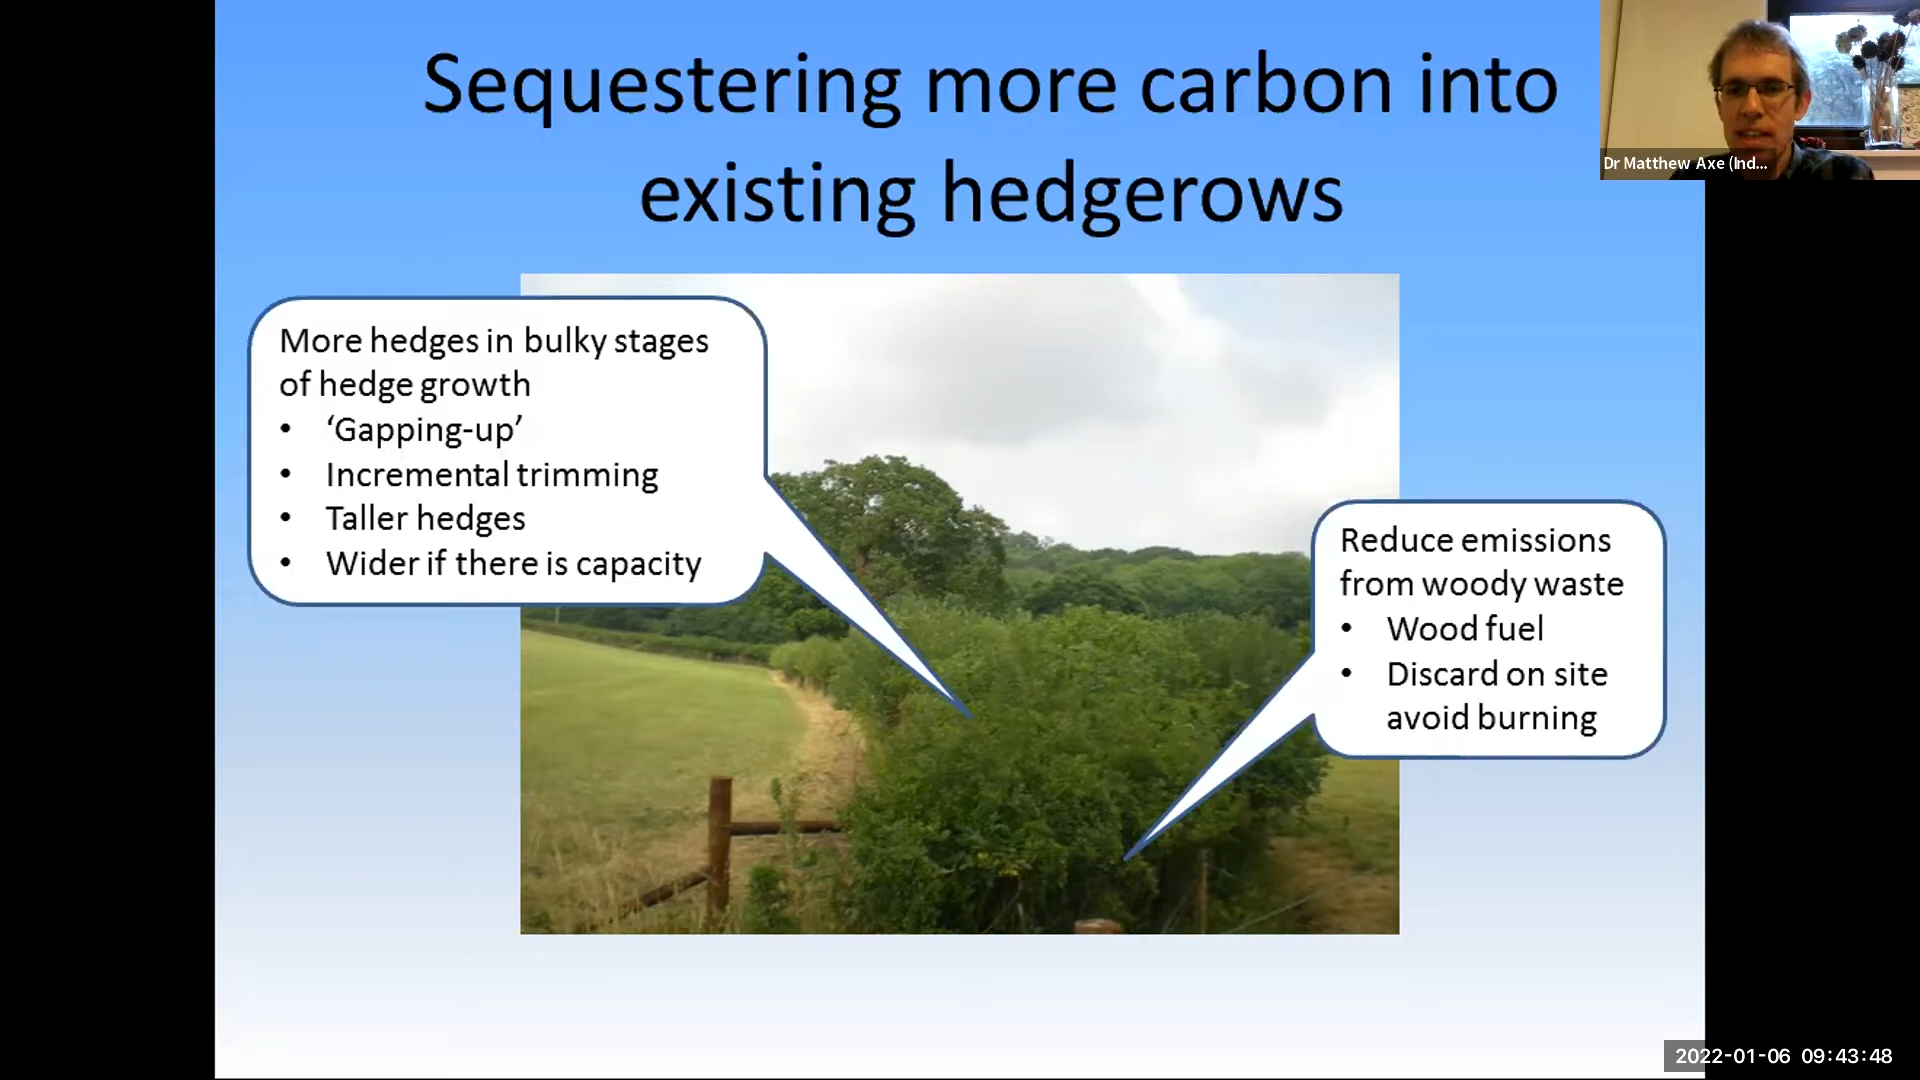 Sequestering more carbon into
existing hedgerows
More hedges in bulky stages
of hedge growth
• ‘Gapping-up’
• Incremental trimming
• Taller hedges
• Wider if there is capacity
Reduce emissions
from woody waste
• Wood fuel
• Discard on site
avoid burning
Dr Matthew Axe (Ind...
2022-01-06 09:43:48